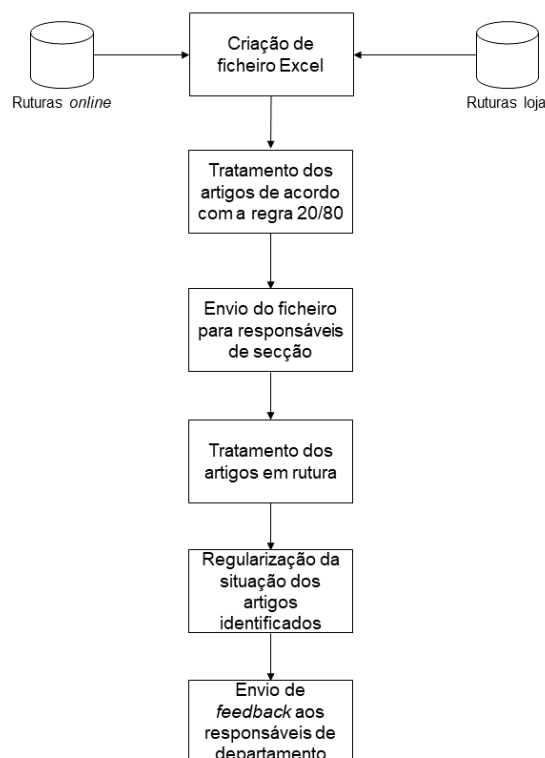 Criação de
ficheiro Excel
Ruturas online
Ruturas loja
Tratamento dos
artigos de acordo
com a regra 20/80
Envio do ficheiro
para responsáveis
de secção
Tratamento dos
artigos em rutura
Regularização da
situação dos
artigos
identificados
Envio de
feedback aos
responsáveis de
departamento